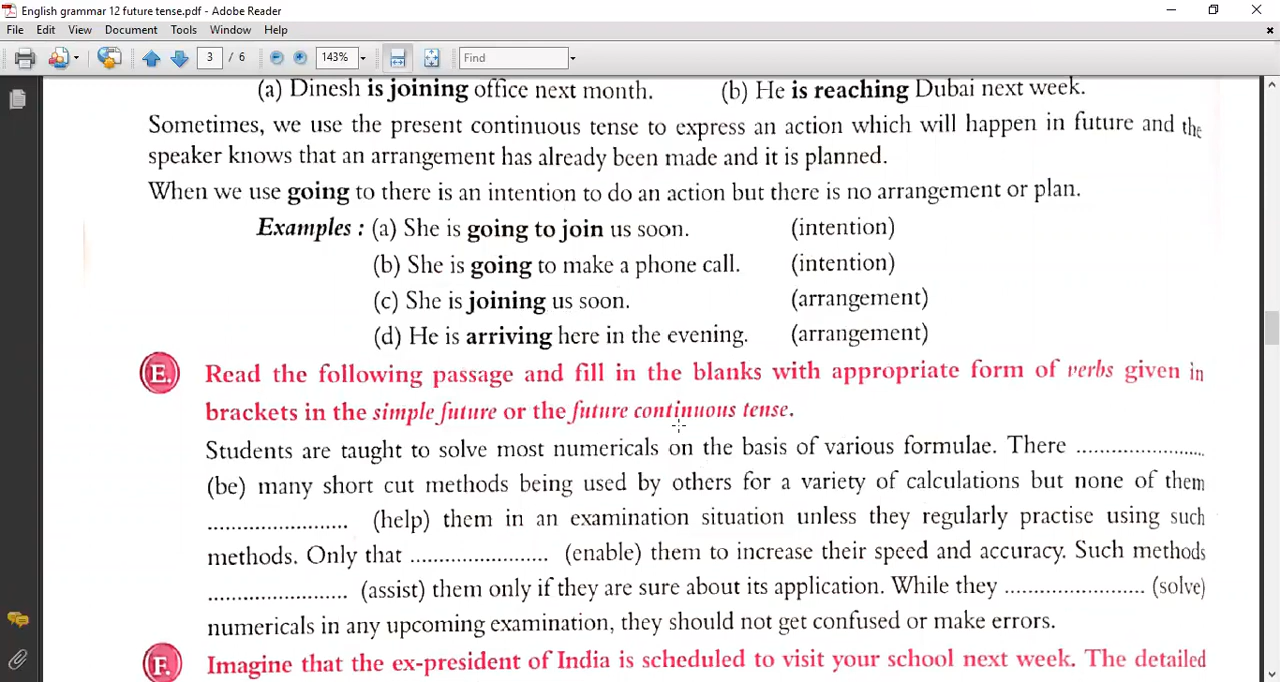 English grammar 12 future tense.pdf - Adobe Reader
File Edit View Document Tools Window Help
3 / 6 143% Find
(a) Dinesh is joining office next month. (b) He is reaching Dubai next week.
Sometimes, we use the present continuous tense to express an action which will happen in future and the
speaker knows that an arrangement has already been made and it is planned.
When we use going to there is an intention to do an action but there is no arrangement or plan.
Examples : (a) She is going to join us soon. (intention)
(b) She is going to make a phone call. (intention)
(c) She is joining us soon. (arrangement)
(d) He is arriving here in the evening. (arrangement)
E. Read the following passage and fill in the blanks with appropriate form of verbs given in
brackets in the simple future or the future continuous tense.
Students are taught to solve most numericals on the basis of various formulae. There ........................
(be) many short cut methods being used by others for a variety of calculations but none of them
........................ (help) them in an examination situation unless they regularly practise using such
methods. Only that ........................ (enable) them to increase their speed and accuracy. Such methods
........................ (assist) them only if they are sure about its application. While they ........................ (solve)
numericals in any upcoming examination, they should not get confused or make errors.
F. Imagine that the ex-president of India is scheduled to visit your school next week. The detailed